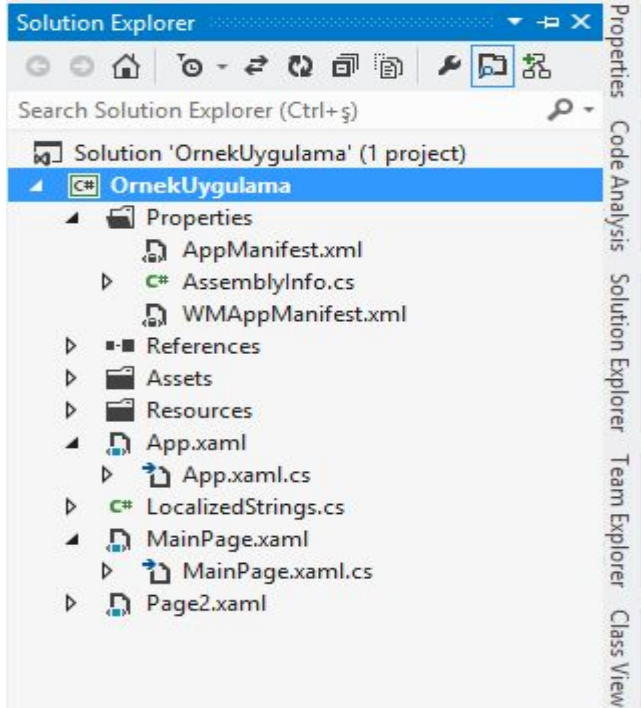 Solution Explorer
Search Solution Explorer (Ctrl+ş)
Solution 'OrnekUygulama' (1 project)
C# OrnekUygulama
Properties
AppManifest.xml
C# AssemblyInfo.cs
WMAppManifest.xml
References
Assets
Resources
App.xaml
App.xaml.cs
C# LocalizedStrings.cs
MainPage.xaml
MainPage.xaml.cs
Page2.xaml
Properties
Code Analysis
Solution Explorer
Team Explorer
Class View